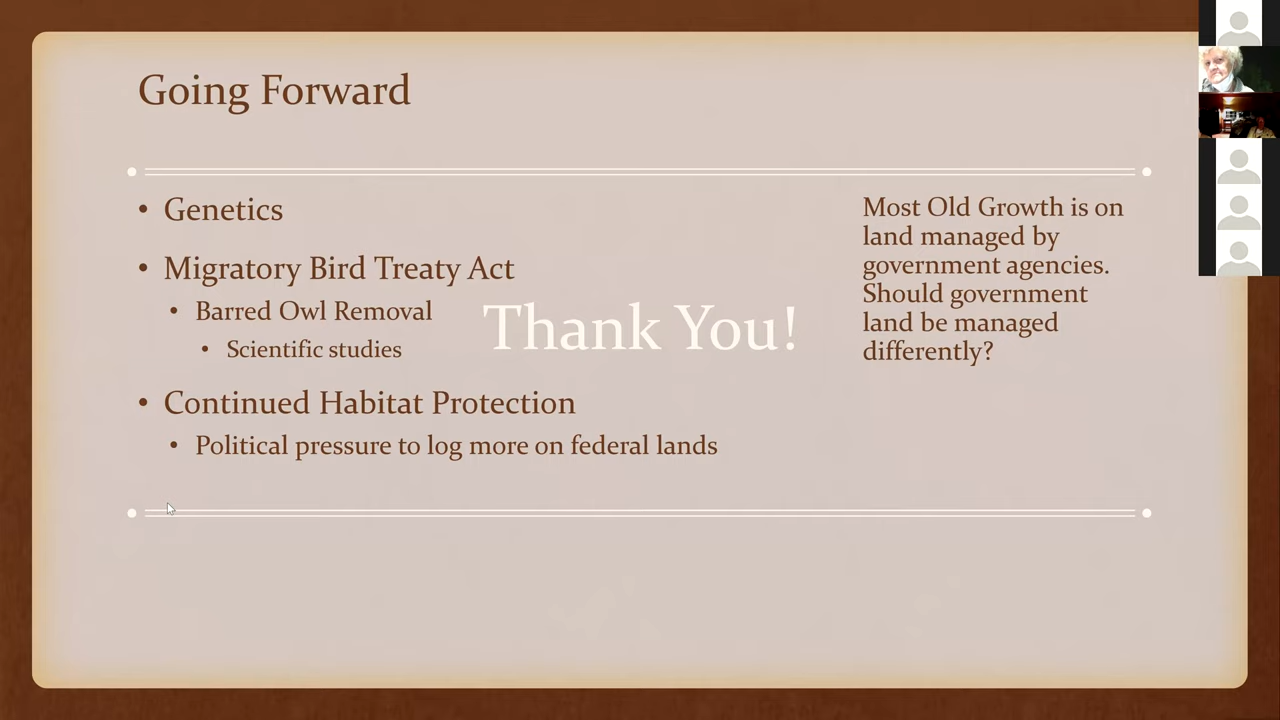 Going Forward
• Genetics
• Migratory Bird Treaty Act
• Barred Owl Removal
• Scientific studies
• Continued Habitat Protection
• Political pressure to log more on federal lands
Thank You!
Most Old Growth is on
land managed by
government agencies.
Should government
land be managed
differently?